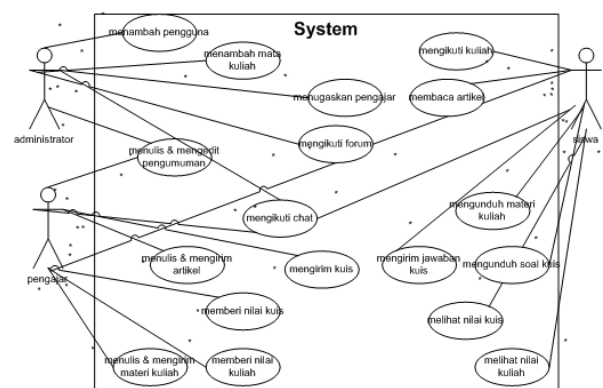 System
menambah pengguna
menambah mata
kuliah
mengikuti kuliah
menugaskan pengajar
membaca artikel
administrator
siswa
menulis & mengedit
pengumuman
mengikuti forum
mengikuti chat
mengunduh materi
kuliah
menulis & mengirim
artikel
mengirim kuis
mengirim jawaban
kuis
mengunduh soal kuis
pengajar
memberi nilai kuis
melihat nilai kuis
menulis & mengirim
materi kuliah
memberi nilai
kuliah
melihat nilai
kuliah